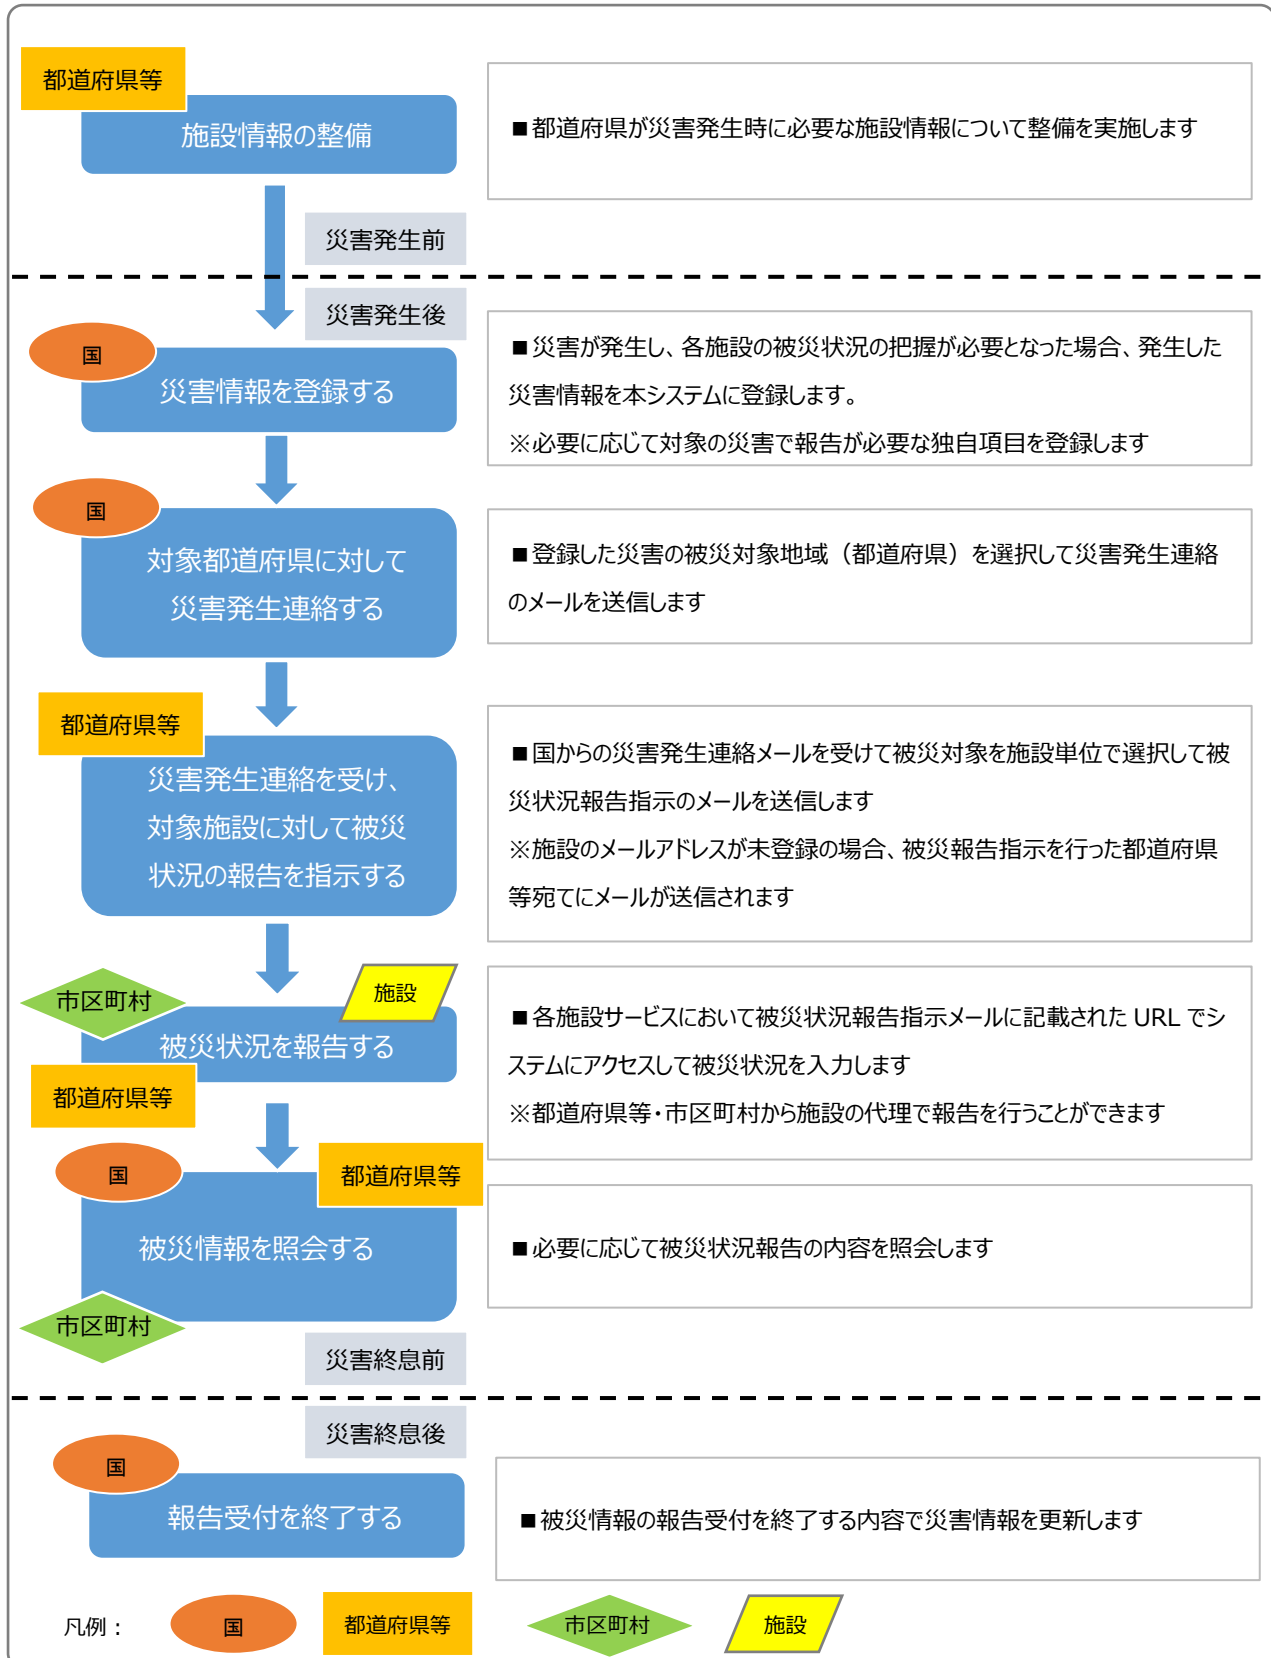 都道府県等
施設情報の整備
■都道府県が災害発生時に必要な施設情報について整備を実施します
災害発生前
災害発生後
国
災害情報を登録する
■災害が発生し、各施設の被災状況の把握が必要となった場合、発生した
災害情報を本システムに登録します。
※必要に応じて対象の災害で報告が必要な独自項目を登録します
国
対象都道府県に対して
災害発生連絡する
■登録した災害の被災対象地域（都道府県）を選択して災害発生連絡
のメールを送信します
都道府県等
災害発生連絡を受け、
対象施設に対して被災
状況の報告を指示する
■国からの災害発生連絡メールを受けて被災対象を施設単位で選択して被
災状況報告指示のメールを送信します
※施設のメールアドレスが未登録の場合、被災報告指示を行った都道府県
等宛てにメールが送信されます
市区町村
施設
被災状況を報告する
都道府県等
■各施設サービスにおいて被災状況報告指示メールに記載された URL でシ
ステムにアクセスして被災状況を入力します
※都道府県等・市区町村から施設の代理で報告を行うことができます
国
都道府県等
被災情報を照会する
市区町村
■必要に応じて被災状況報告の内容を照会します
災害終息前
災害終息後
国
報告受付を終了する
■被災情報の報告受付を終了する内容で災害情報を更新します
凡例：
国
都道府県等
市区町村
施設